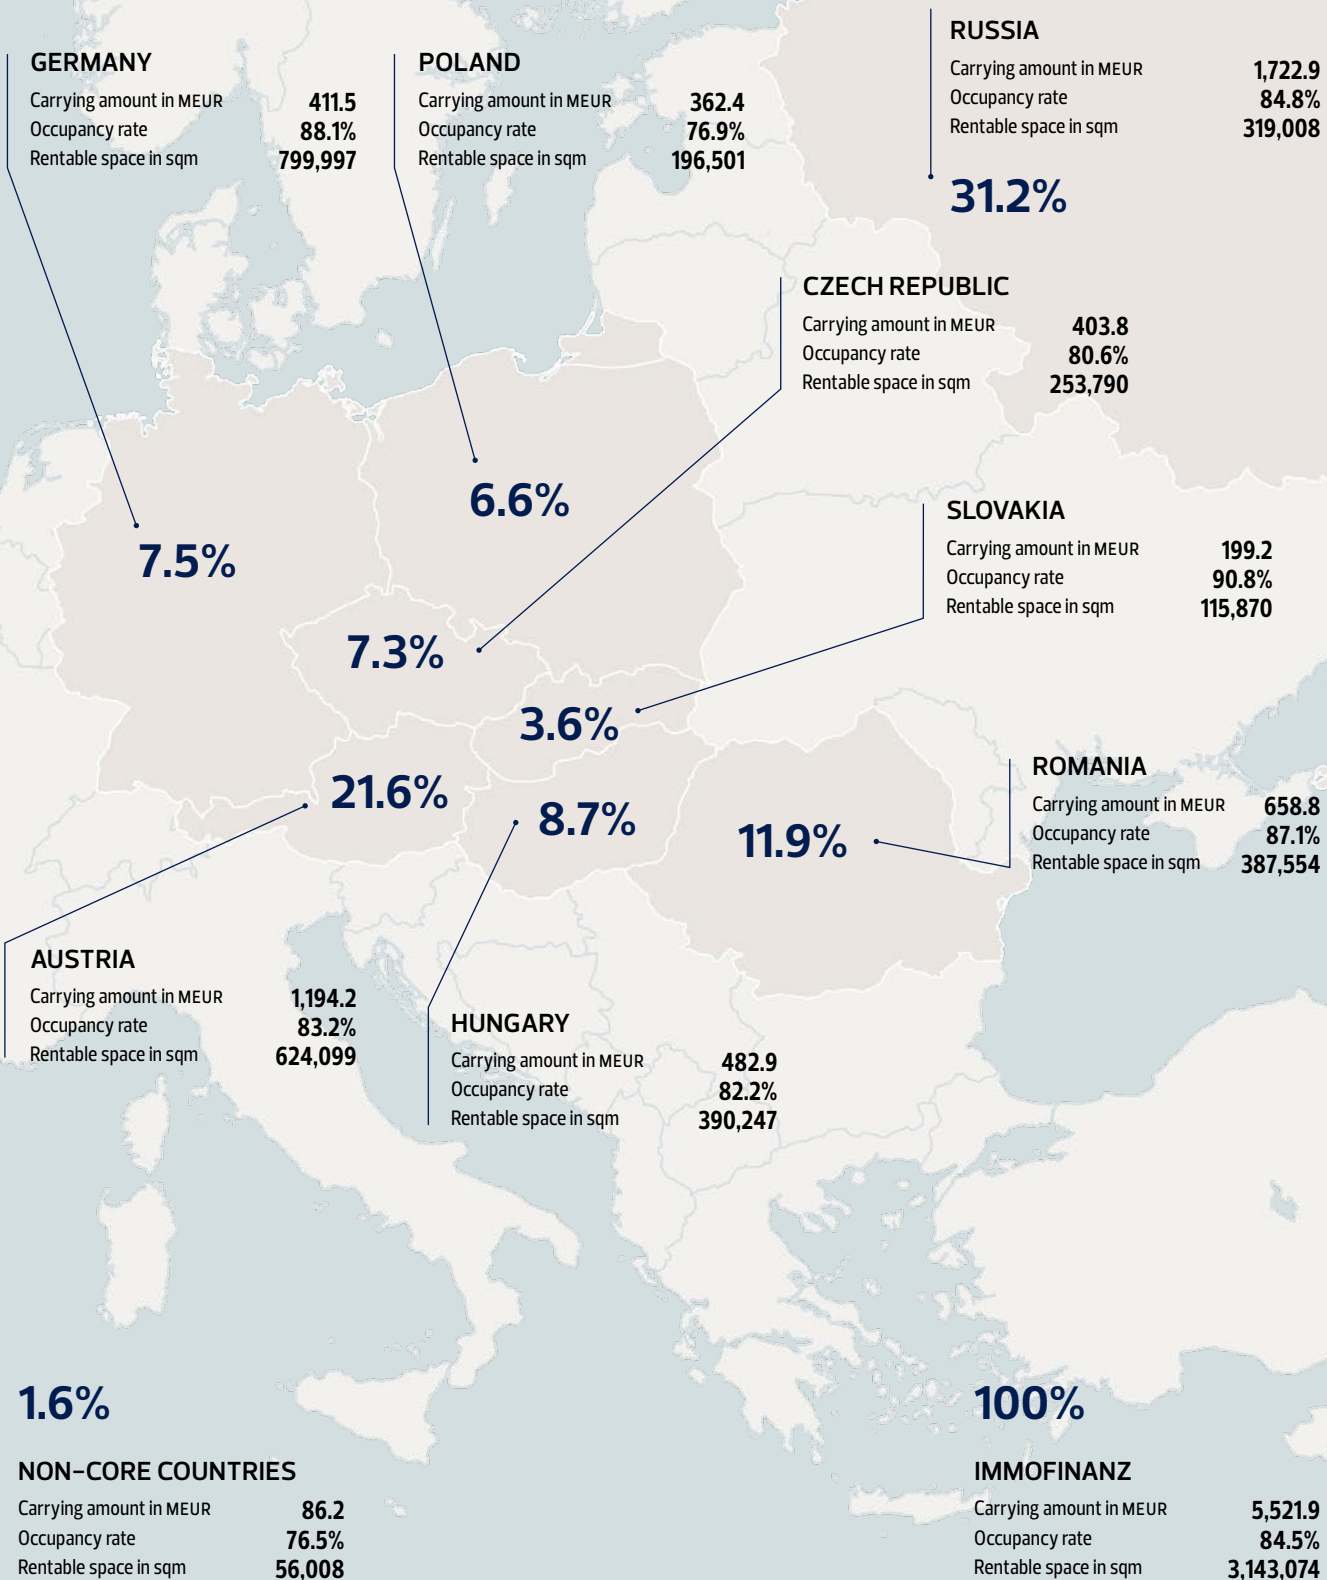 GERMANY
Carrying amount in MEUR 411.5
Occupancy rate 88.1%
Rentable space in sqm 799,997
POLAND
Carrying amount in MEUR 362.4
Occupancy rate 76.9%
Rentable space in sqm 196,501
RUSSIA
Carrying amount in MEUR 1,722.9
Occupancy rate 84.8%
Rentable space in sqm 319,008
31.2%
CZECH REPUBLIC
Carrying amount in MEUR 403.8
Occupancy rate 80.6%
Rentable space in sqm 253,790
6.6%
7.5%
SLOVAKIA
Carrying amount in MEUR 199.2
Occupancy rate 90.8%
Rentable space in sqm 115,870
7.3%
3.6%
21.6%
8.7%
11.9%
ROMANIA
Carrying amount in MEUR 658.8
Occupancy rate 87.1%
Rentable space in sqm 387,554
AUSTRIA
Carrying amount in MEUR 1,194.2
Occupancy rate 83.2%
Rentable space in sqm 624,099
HUNGARY
Carrying amount in MEUR 482.9
Occupancy rate 82.2%
Rentable space in sqm 390,247
1.6%
NON-CORE COUNTRIES
Carrying amount in MEUR 86.2
Occupancy rate 76.5%
Rentable space in sqm 56,008
100%
IMMOFINANZ
Carrying amount in MEUR 5,521.9
Occupancy rate 84.5%
Rentable space in sqm 3,143,074